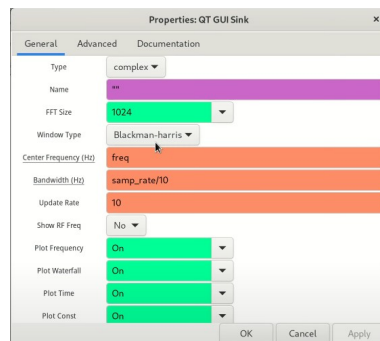 Properties: QT GUI Sink ×
General Advanced Documentation
Type complex
Name ""
FFT Size 1024
Window Type Blackman-harris
Center Frequency (Hz) freq
Bandwidth (Hz) samp_rate/10
Update Rate 10
Show RF Freq No
Plot Frequency On
Plot Waterfall On
Plot Time On
Plot Const On
OK Cancel Apply